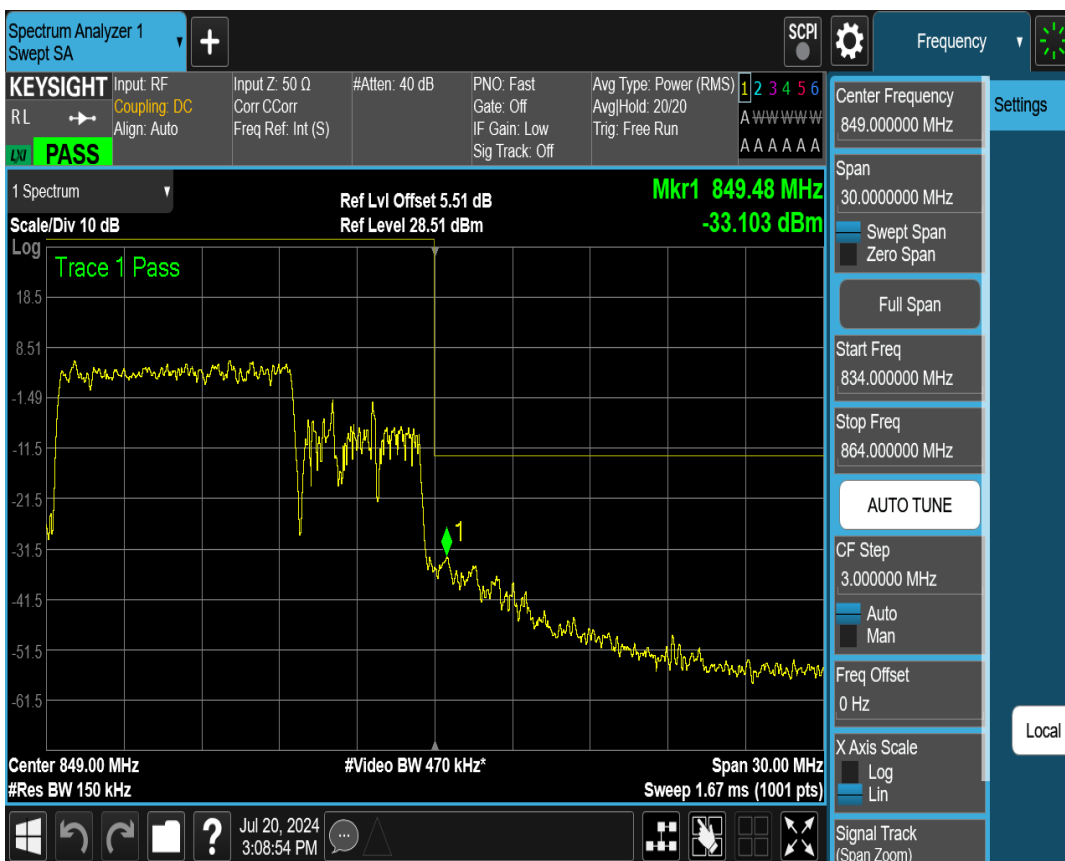 Spectrum Analyzer 1
Swept SA
SCPI
Frequency
KEYSIGHT
RL
LXI
PASS
Input: RF
Coupling: DC
Align: Auto
Input Z: 50 Ω
Corr CCorr
Freq Ref: Int (S)
#Atten: 40 dB
PNO: Fast
Gate: Off
IF Gain: Low
Sig Track: Off
Avg Type: Power (RMS)
Avg|Hold: 20/20
Trig: Free Run
1 2 3 4 5 6
A W W W W W
A A A A A A
Center Frequency
849.000000 MHz
Settings
1 Spectrum
Ref Lvl Offset 5.51 dB
Mkr1 849.48 MHz
Scale/Div 10 dB
Ref Level 28.51 dBm
-33.103 dBm
Log
Trace 1 Pass
18.5
8.51
-1.49
-11.5
-21.5
-31.5
-41.5
-51.5
-61.5
1
Center 849.00 MHz
#Video BW 470 kHz*
Span 30.00 MHz
#Res BW 150 kHz
Sweep 1.67 ms (1001 pts)
Span
30.0000000 MHz
Swept Span
Zero Span
Full Span
Start Freq
834.000000 MHz
Stop Freq
864.000000 MHz
AUTO TUNE
CF Step
3.000000 MHz
Auto
Man
Freq Offset
0 Hz
Local
X Axis Scale
Log
Lin
Signal Track
(Span Zoom)
?
Jul 20, 2024
3:08:54 PM